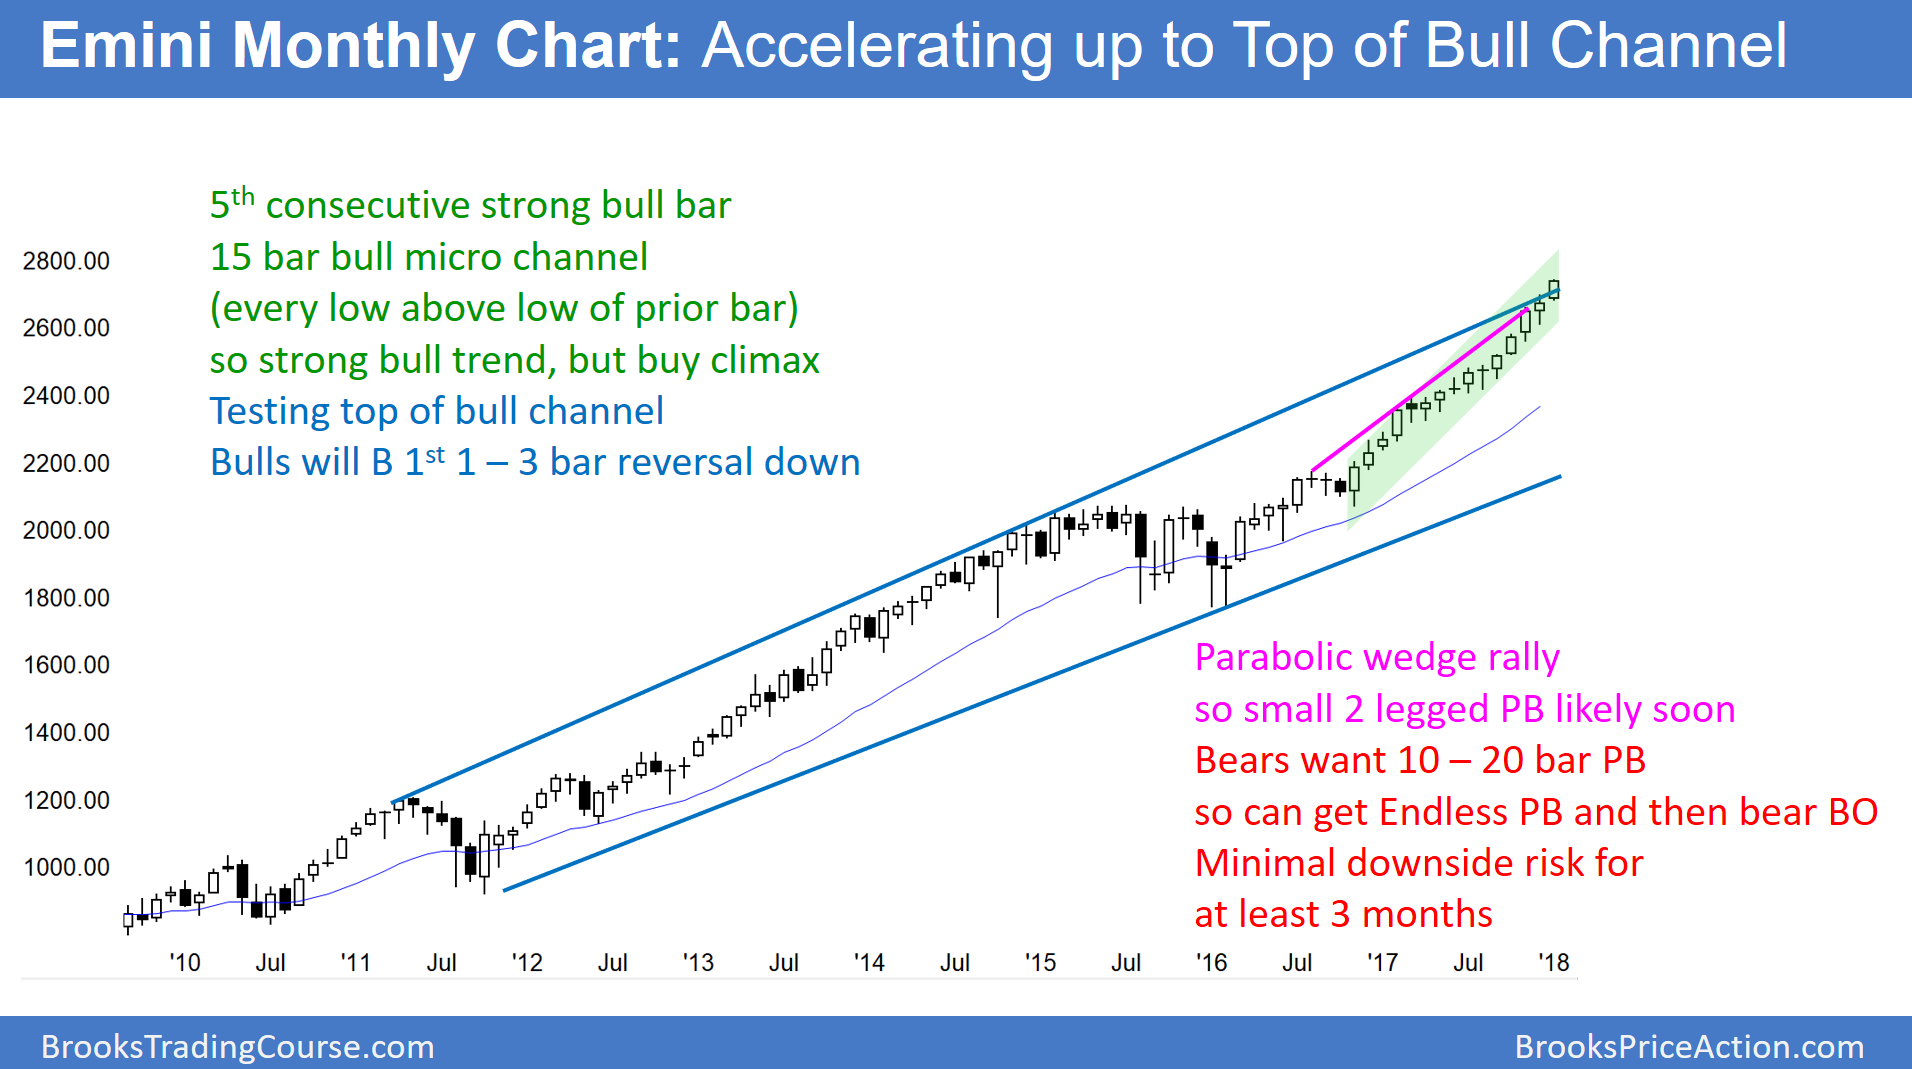 Emini Monthly Chart: Accelerating up to Top of Bull Channel
5th consecutive strong bull bar
15 bar bull micro channel
(every low above low of prior bar)
so strong bull trend, but buy climax
Testing top of bull channel
Bulls will B 1st 1 – 3 bar reversal down
2800.00
2600.00
2400.00
2200.00
2000.00
1800.00
1600.00
1400.00
1200.00
1000.00
Parabolic wedge rally
so small 2 legged PB likely soon
Bears want 10 – 20 bar PB
so can get Endless PB and then bear BO
Minimal downside risk for
at least 3 months
'10 Jul '11 Jul '12 Jul '13 Jul '14 Jul '15 Jul '16 Jul '17 Jul '18
BrooksTradingCourse.com
BrooksPriceAction.com